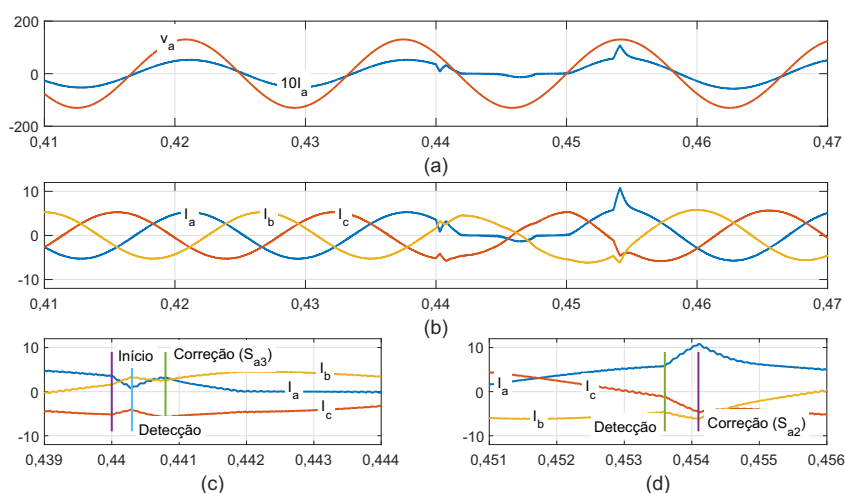 200
0
-200
v_a
10I_a
0,41 0,42 0,43 0,44 0,45 0,46 0,47
(a)
10
0
-10
I_a I_b I_c
0,41 0,42 0,43 0,44 0,45 0,46 0,47
(b)
10
0
-10
Início
Correção (S_a3)
I_b
I_a
I_c
Detecção
0,439 0,44 0,441 0,442 0,443 0,444
(c)
10
0
-10
I_a
I_c
I_b
Detecção
Correção (S_a2)
0,451 0,452 0,453 0,454 0,455 0,456
(d)